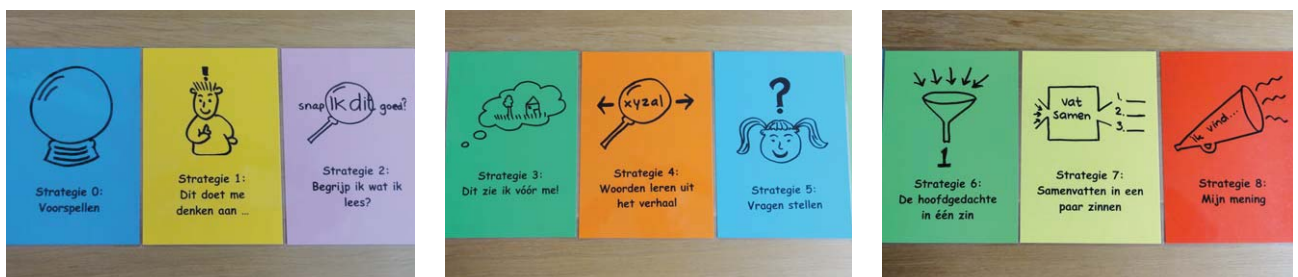 Strategie 0:
Voorspellen
!
Strategie 1:
Dit doet me
denken aan ...
snap ik dit goed?
Strategie 2:
Begrijp ik wat ik
lees?
Strategie 3:
Dit zie ik vóór me!
xyzal
Strategie 4:
Woorden leren uit
het verhaal
?
Strategie 5:
Vragen stellen
1
Strategie 6:
De hoofdgedachte
in één zin
vat
samen
1.
2.
3.
Strategie 7:
Samenvatten in een
paar zinnen
Ik vind...
Strategie 8:
Mijn mening